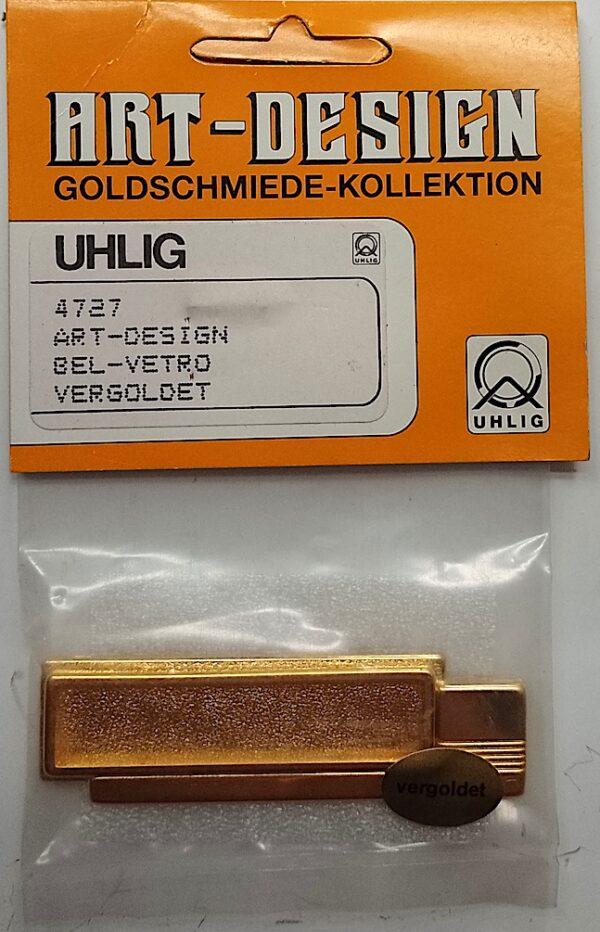 ART-DESIGN
GOLDSCHMIEDE-KOLLEKTION
UHLIG
UHLIG
4727
ART-DESIGN
BEL-VETRO
VERGOLDET
UHLIG
vergoldet